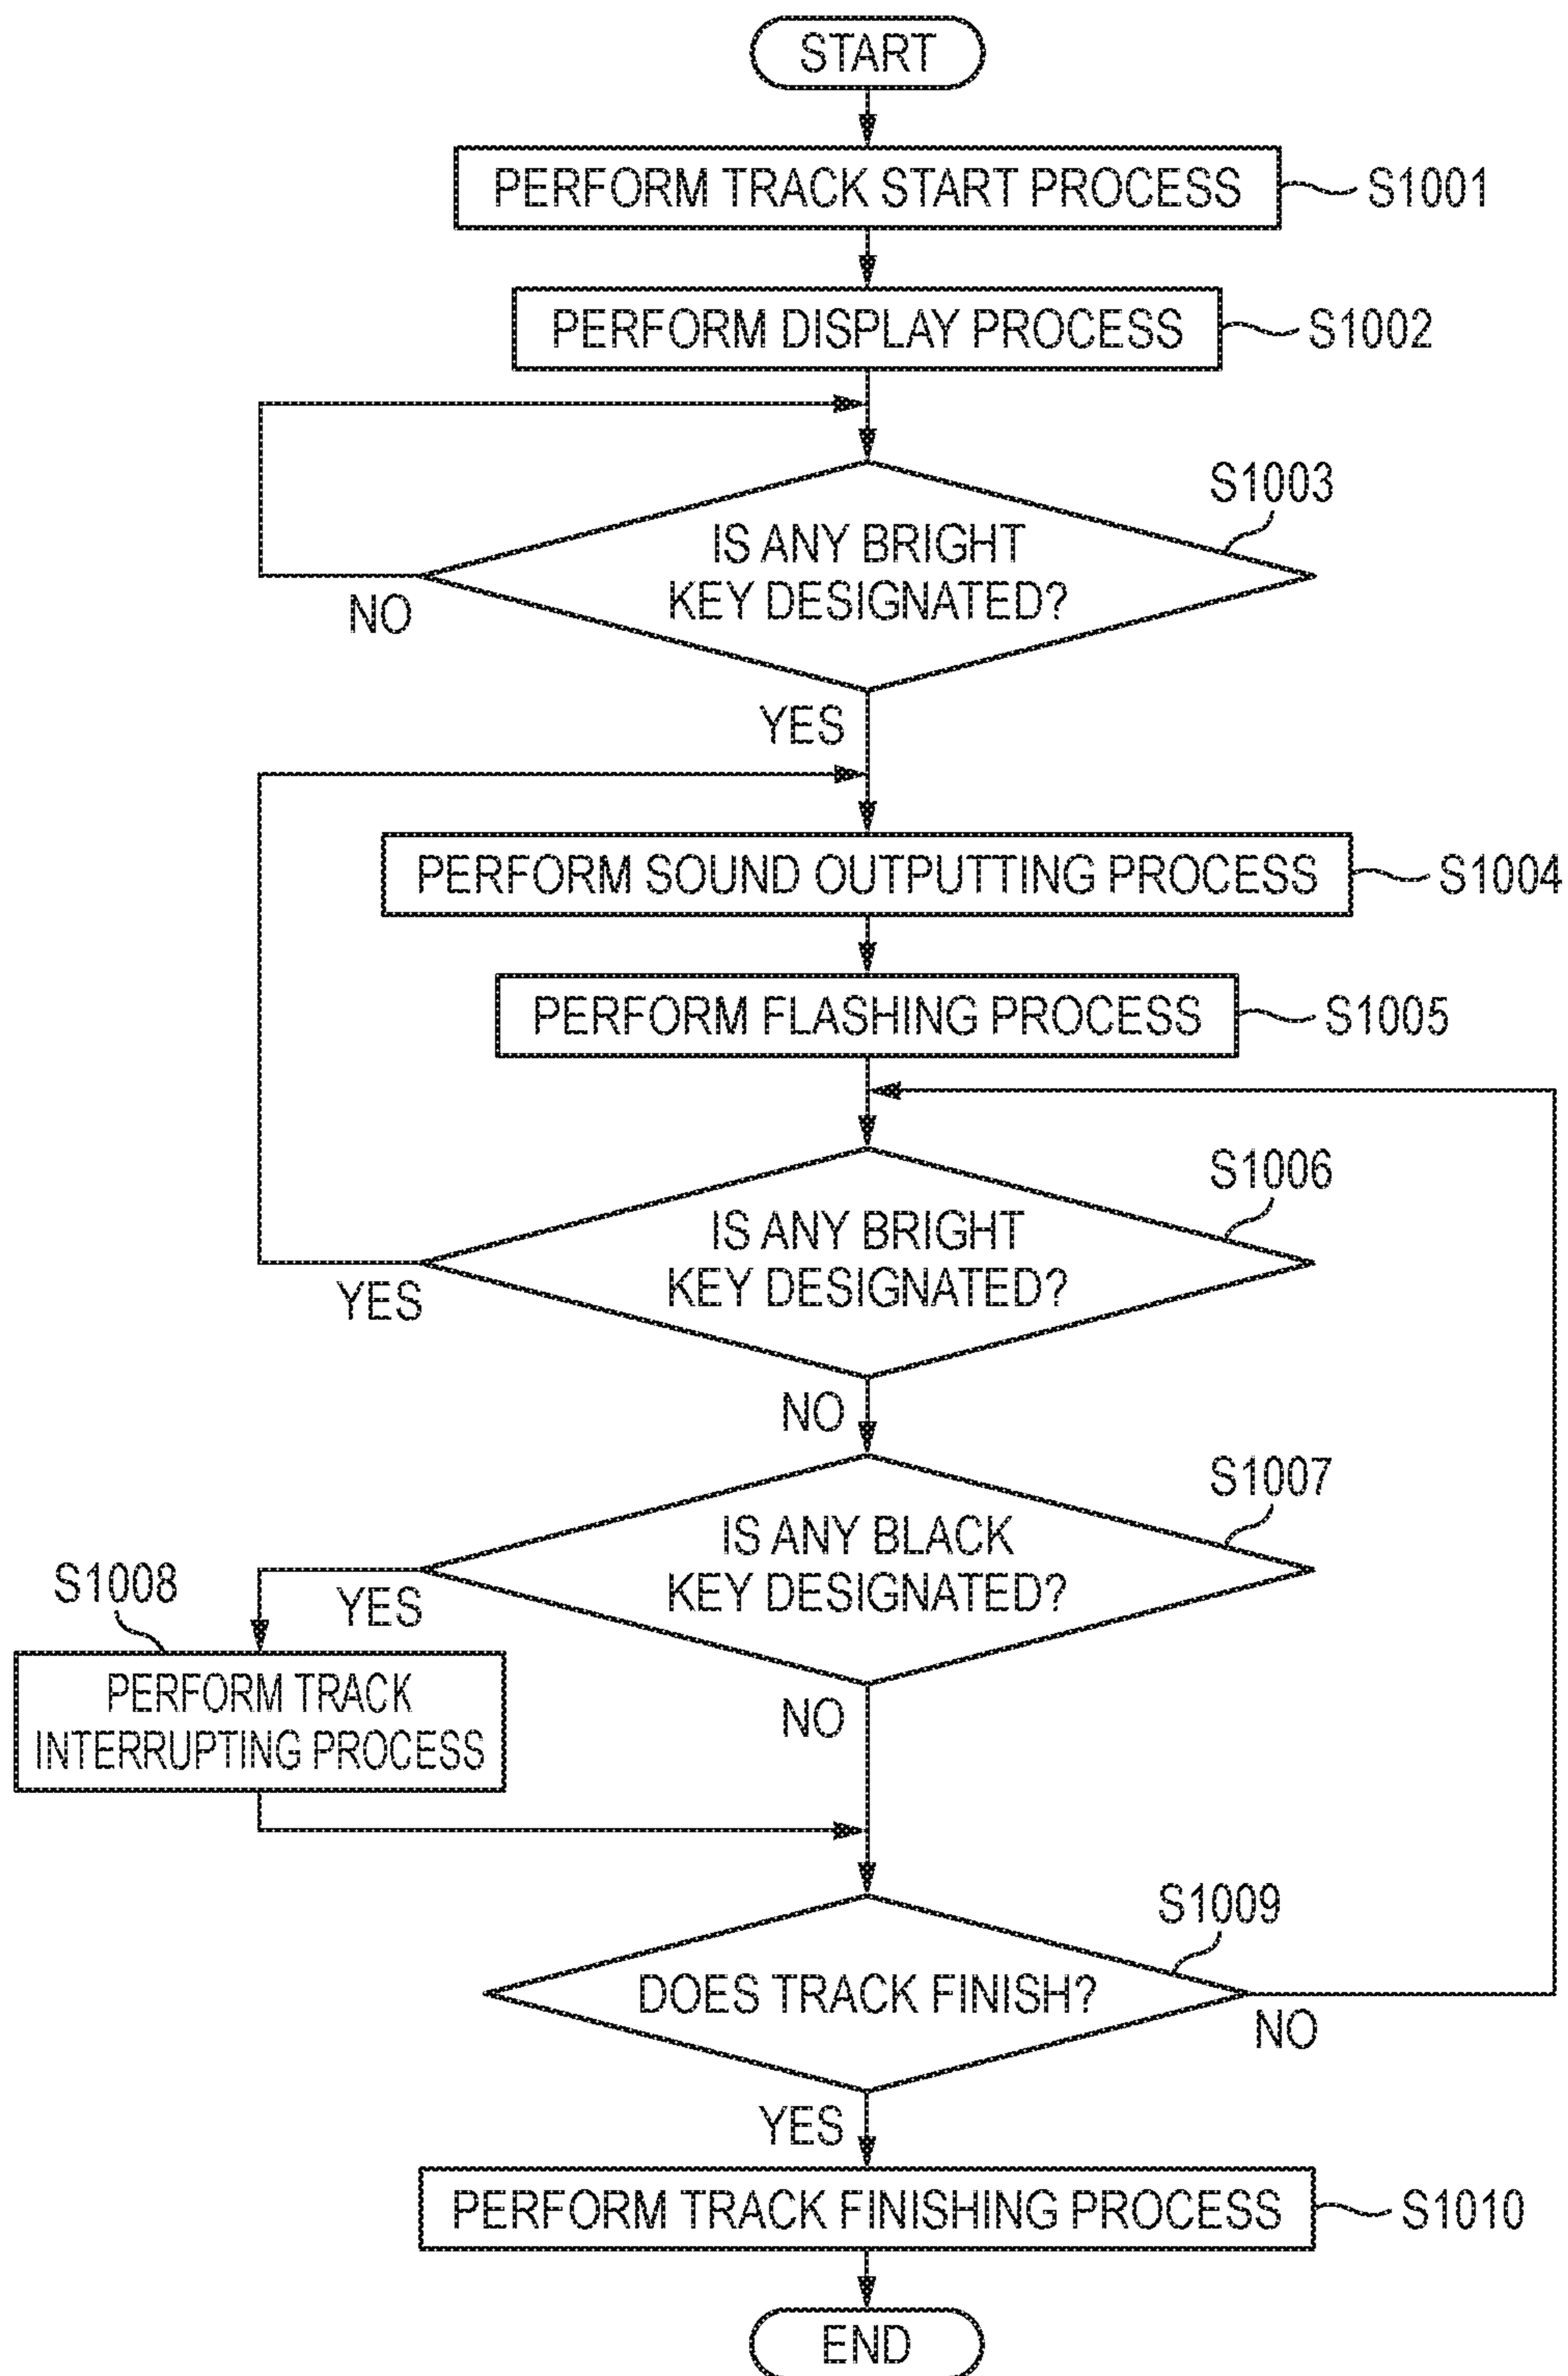 START
PERFORM TRACK START PROCESS
S1001
PERFORM DISPLAY PROCESS
S1002
S1003
IS ANY BRIGHT
KEY DESIGNATED?
NO
YES
PERFORM SOUND OUTPUTTING PROCESS
S1004
PERFORM FLASHING PROCESS
S1005
S1006
IS ANY BRIGHT
KEY DESIGNATED?
YES
NO
S1007
IS ANY BLACK
KEY DESIGNATED?
YES
NO
S1008
PERFORM TRACK
INTERRUPTING PROCESS
S1009
DOES TRACK FINISH?
NO
YES
PERFORM TRACK FINISHING PROCESS
S1010
END